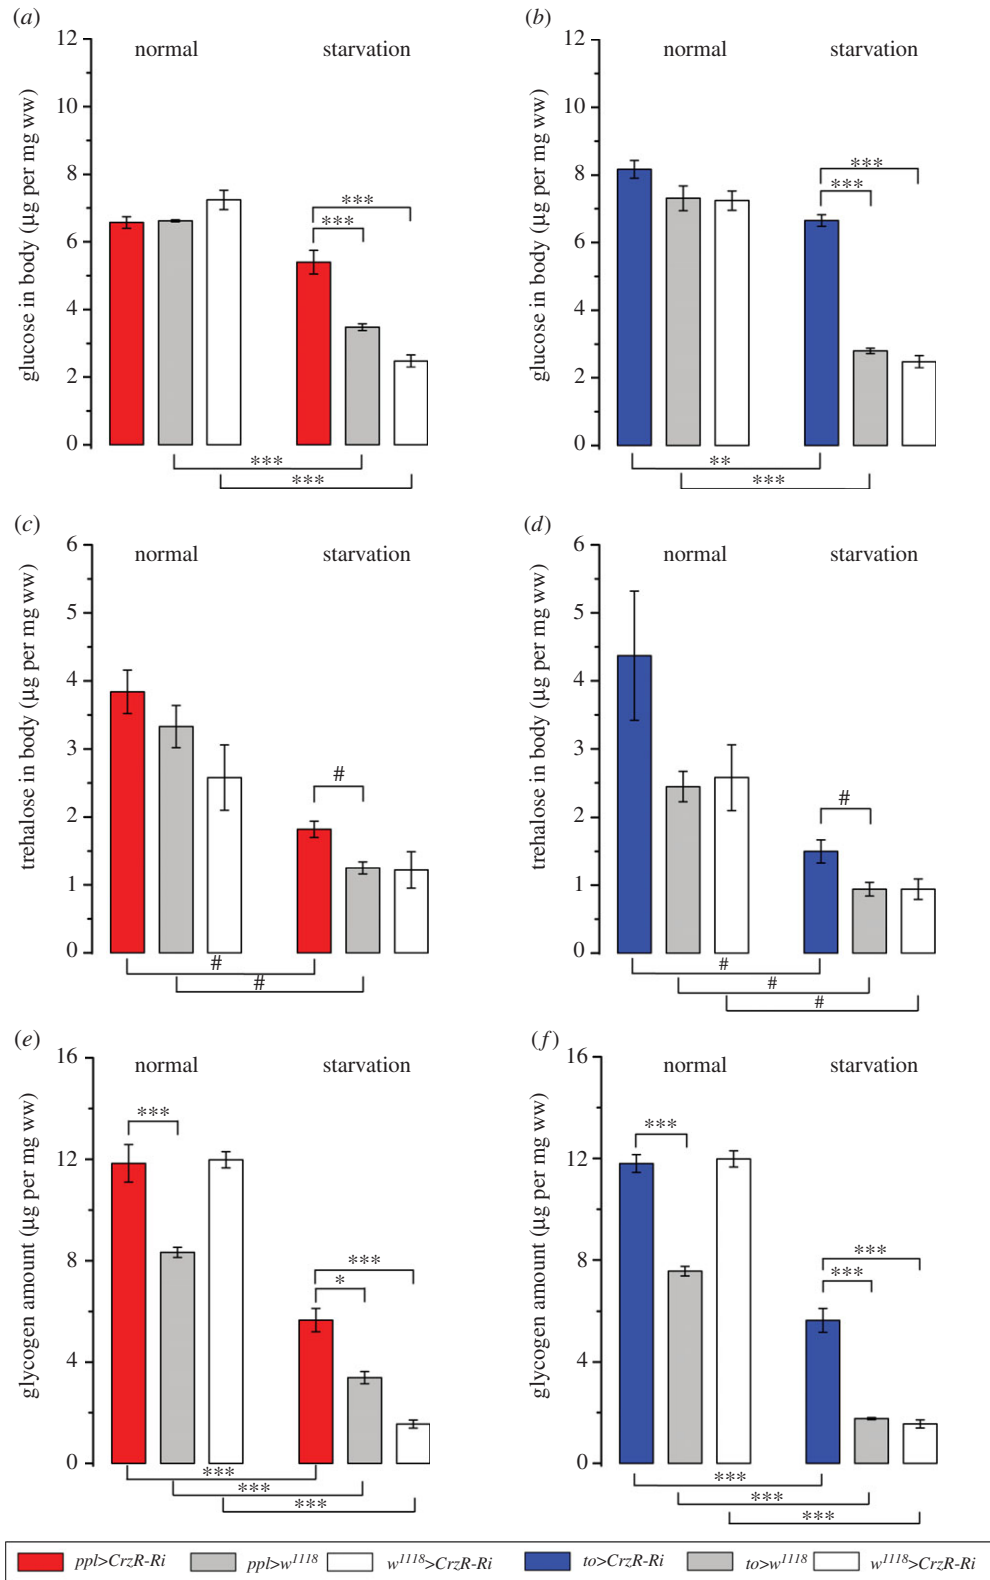 (a)
normal
starvation
glucose in body (µg per mg ww)
12
10
8
6
4
2
0
***
***
***
***
(b)
normal
starvation
glucose in body (µg per mg ww)
12
10
8
6
4
2
0
***
***
**
***
(c)
normal
starvation
trehalose in body (µg per mg ww)
6
5
4
3
2
1
0
#
#
#
(d)
normal
starvation
trehalose in body (µg per mg ww)
6
5
4
3
2
1
0
#
#
#
#
(e)
normal
starvation
glycogen amount (µg per mg ww)
16
12
8
4
0
***
***
*
***
***
***
(f)
normal
starvation
glycogen amount (µg per mg ww)
16
12
8
4
0
***
***
***
***
***
***
ppl>CrzR-Ri ppl>w1118 w1118>CrzR-Ri to>CrzR-Ri to>w1118 w1118>CrzR-Ri